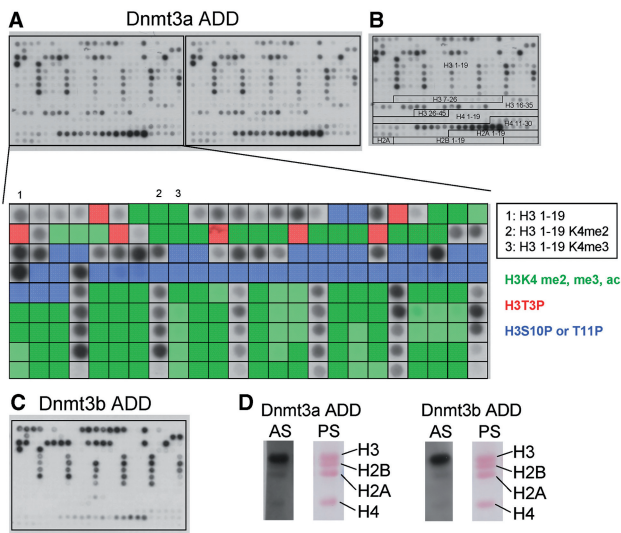 A
Dnmt3a ADD
B
H3 1-19
H3 7-26
H3 16-35
H3 26-45
H4 1-19
H4 11-30
H2A 1-19
H2A
H2B 1-19
1
2
3
1: H3 1-19
2: H3 1-19 K4me2
3: H3 1-19 K4me3
H3K4 me2, me3, ac
H3T3P
H3S10P or T11P
C
Dnmt3b ADD
D
Dnmt3a ADD
AS
PS
H3
H2B
H2A
H4
Dnmt3b ADD
AS
PS
H3
H2B
H2A
H4